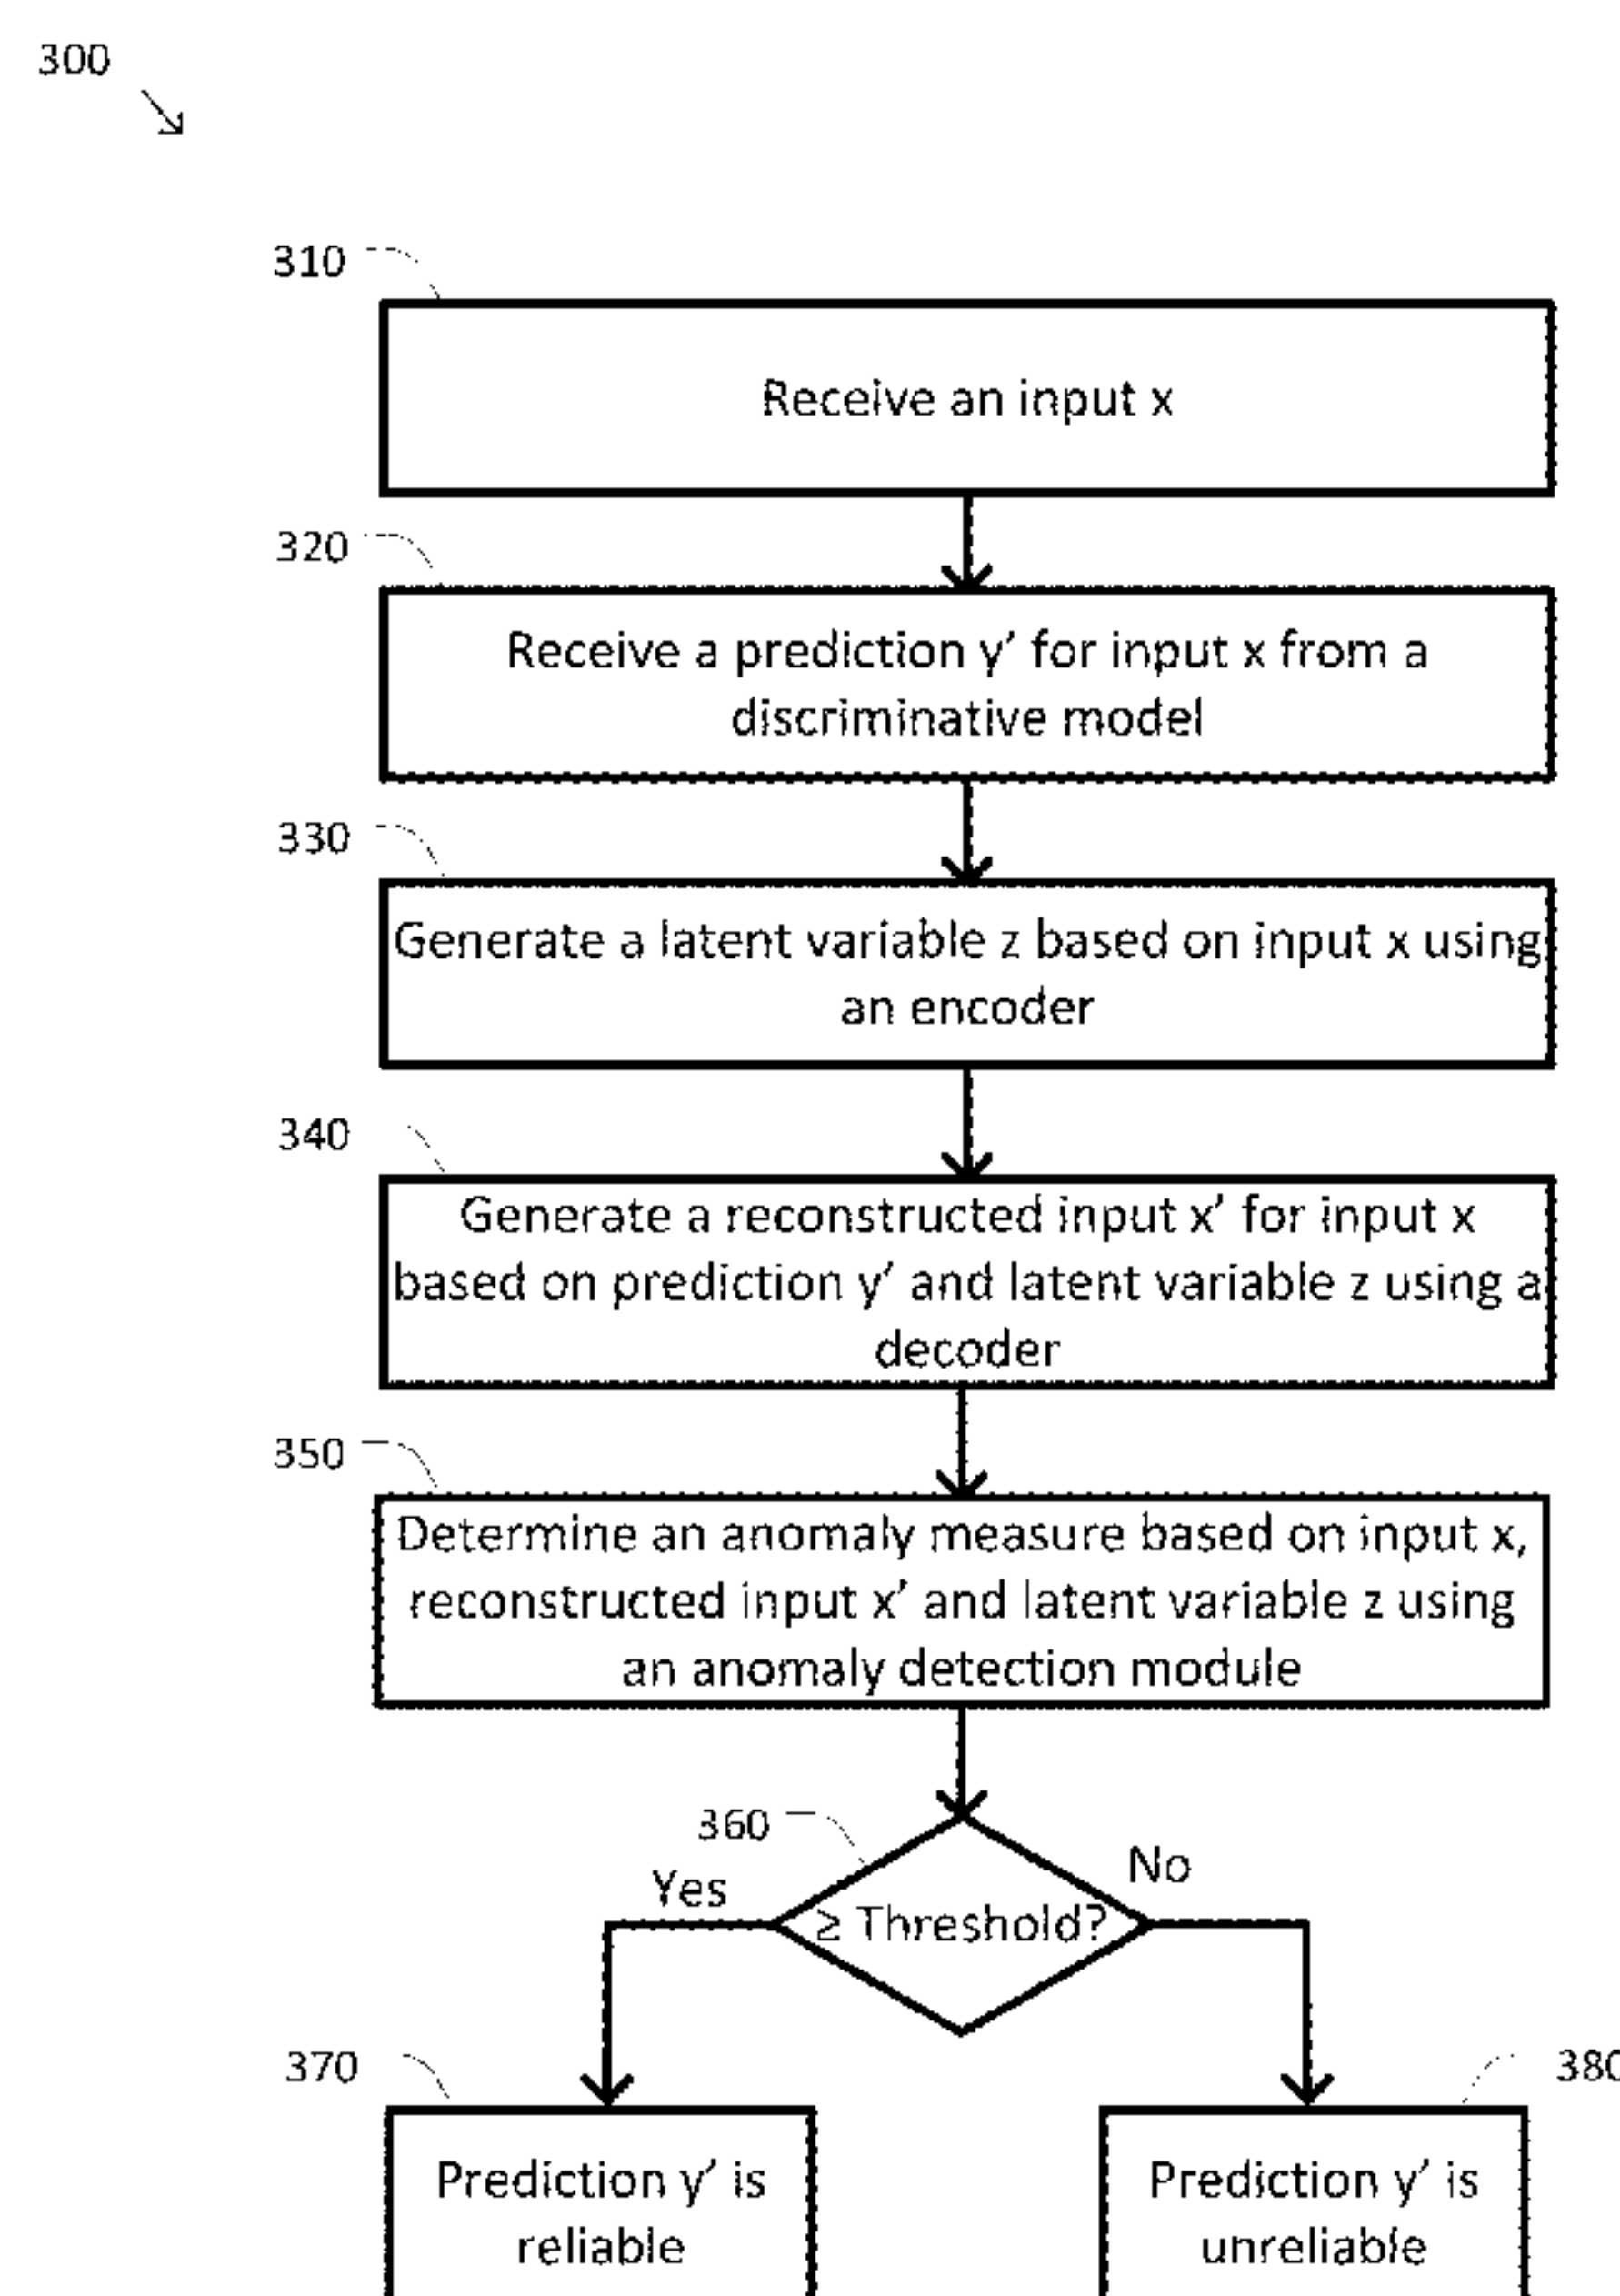 300
310
Receive an input x
320
Receive a prediction y’ for input x from a
discriminative model
330
Generate a latent variable z based on input x using
an encoder
340
Generate a reconstructed input x’ for input x
based on prediction y’ and latent variable z using a
decoder
350
Determine an anomaly measure based on input x,
reconstructed input x’ and latent variable z using
an anomaly detection module
360
Yes
No
≥ Threshold?
370
380
Prediction y’ is
reliable
Prediction y’ is
unreliable